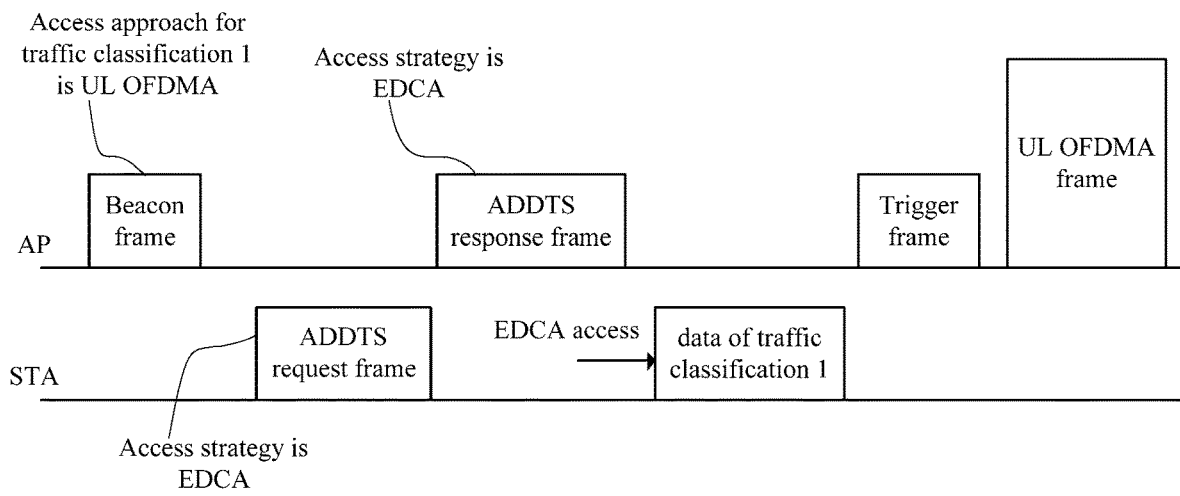 Access approach for
traffic classification 1
is UL OFDMA
Access strategy is
EDCA
UL OFDMA
frame
Beacon
frame
ADDTS
response frame
Trigger
frame
AP
ADDTS
request frame
EDCA access
data of traffic
classification 1
STA
Access strategy is
EDCA